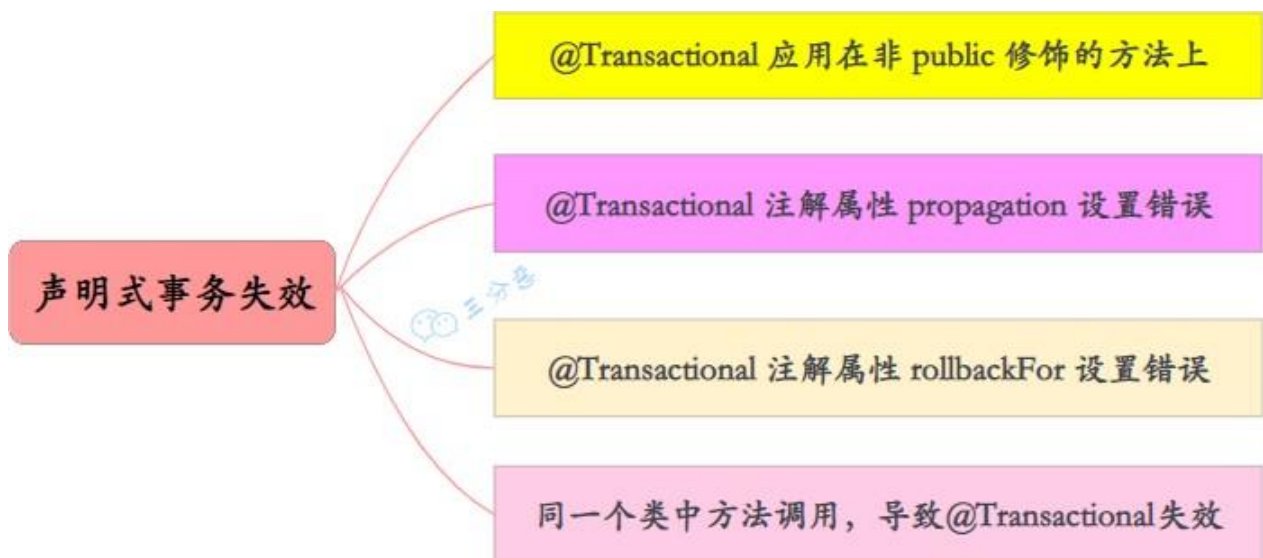 @Transactional 应用在非 public 修饰的方法上
@Transactional 注解属性 propagation 设置错误
声明式事务失效
三分恶
@Transactional 注解属性 rollbackFor 设置错误
同一个类中方法调用，导致@Transactional失效